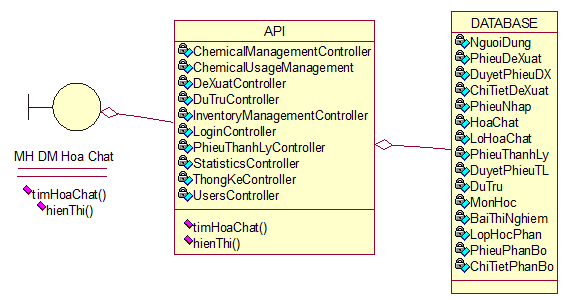 MH DM Hoa Chat
timHoaChat()
hienThi()
API
ChemicalManagementController
ChemicalUsageManagement
DeXuatController
DuTruController
InventoryManagementController
LoginController
PhieuThanhLyController
StatisticsController
ThongKeController
UsersController
timHoaChat()
hienThi()
DATABASE
NguoiDung
PhieuDeXuat
DuyetPhieuDX
ChiTietDeXuat
PhieuNhap
HoaChat
LoHoaChat
PhieuThanhLy
DuyetPhieuTL
DuTru
MonHoc
BaiThiNghiem
LopHocPhan
PhieuPhanBo
ChiTietPhanBo